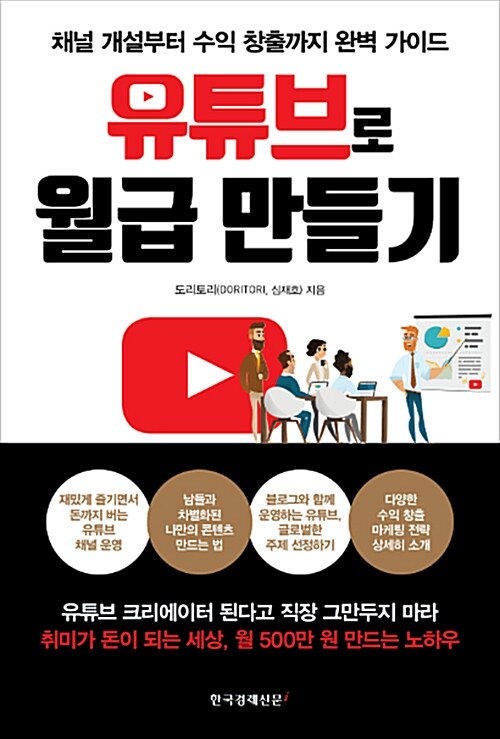 채널 개설부터 수익 창출까지 완벽 가이드
유튜브로
월급 만들기
도리토리(DORITORI, 심재호) 지음
재밌게 즐기면서
돈까지 버는
유튜브
채널 운영
남들과
차별화된
나만의 콘텐츠
만드는 법
블로그와 함께
운영하는 유튜브,
글로벌한
주제 선정하기
다양한
수익 창출
마케팅 전략
상세히 소개
유튜브 크리에이터 된다고 직장 그만두지 마라
취미가 돈이 되는 세상, 월 500만 원 만드는 노하우
한국경제신문i